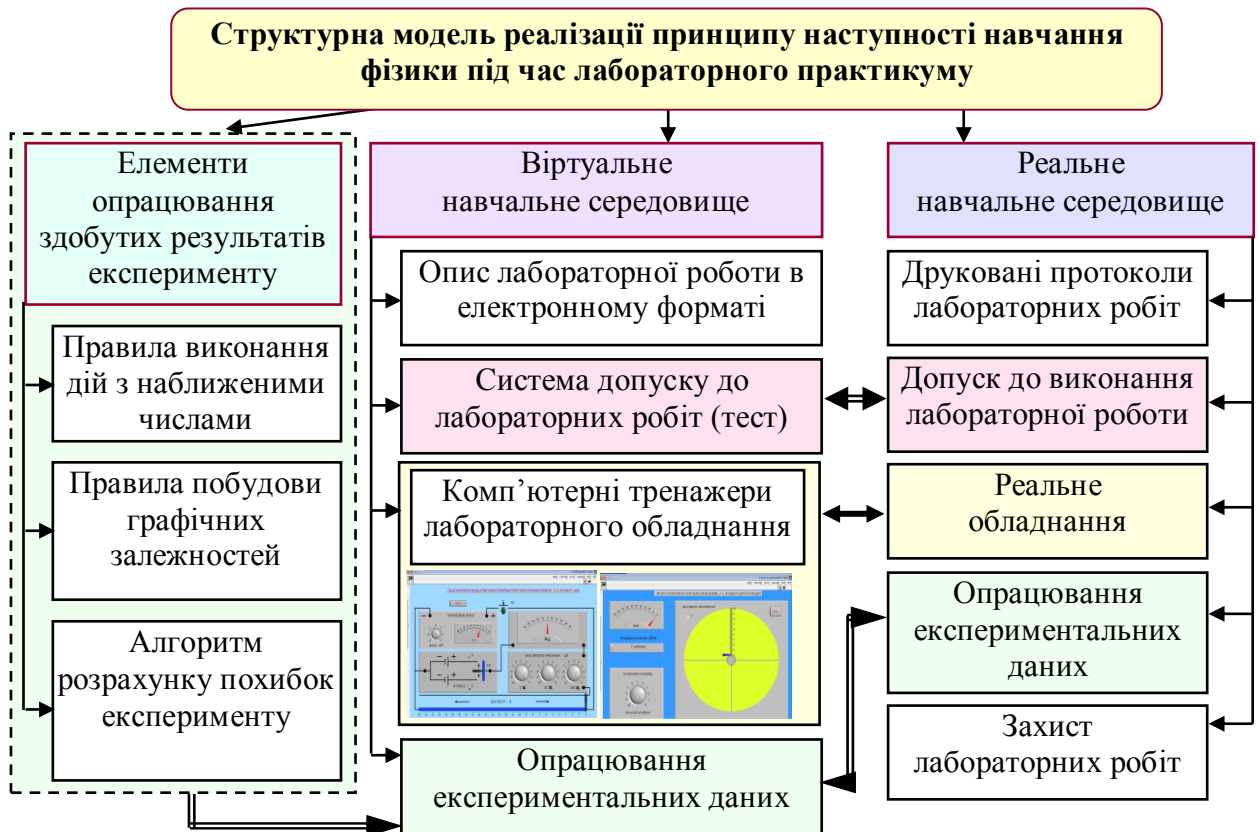 Структурна модель реалізації принципу наступності навчання
фізики під час лабораторного практикуму
Елементи
опрацювання
здобутих результатів
експерименту
Правила виконання
дій з наближеними
числами
Правила побудови
графічних
залежностей
Алгоритм
розрахунку похибок
експерименту
Віртуальне
навчальне середовище
Опис лабораторної роботи в
електронному форматі
Система допуску до
лабораторних робіт (тест)
Комп’ютерні тренажери
лабораторного обладнання
Опрацювання
експериментальних даних
Реальне
навчальне середовище
Друковані протоколи
лабораторних робіт
Допуск до виконання
лабораторної роботи
Реальне
обладнання
Опрацювання
експериментальних
даних
Захист
лабораторних робіт